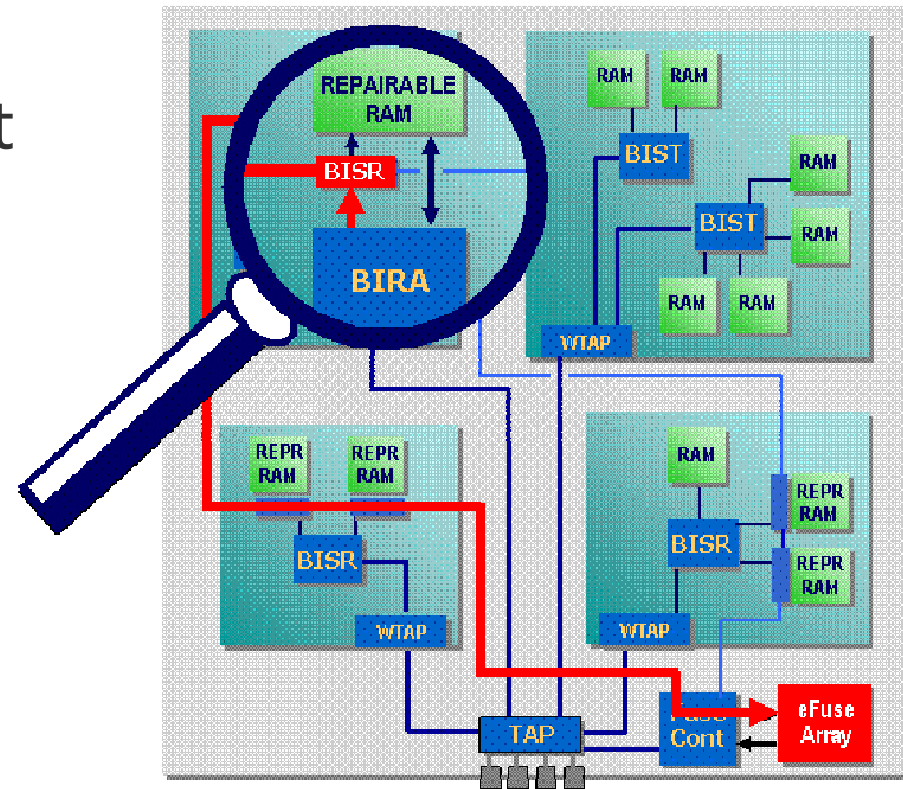 t
REPAIRABLE
RAM
BISR
BIRA
RAM
RAM
BIST
RAM
BIST
RAM
RAM
RAM
WTAP
REPR
RAM
REPR
RAM
BISR
WTAP
RAM
REPR
RAM
BISR
REPR
RAM
WTAP
TAP
Fuse
Cont
eFuse
Array